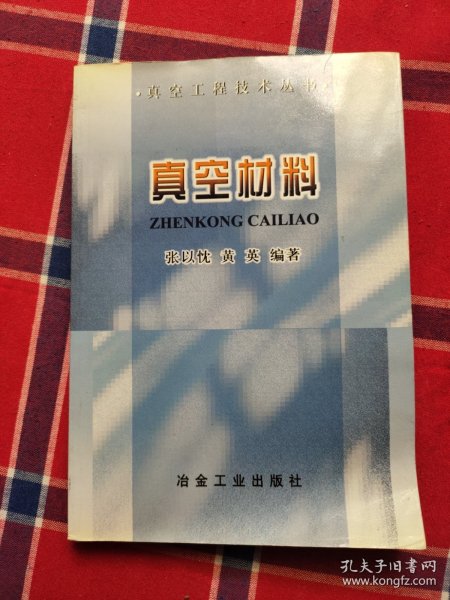 ·真空工程技术丛书·
真空材料
ZHENKONG CAILIAO
张以忱 黄 英 编著
冶金工业出版社
孔夫子旧书网
www.kongfz.com